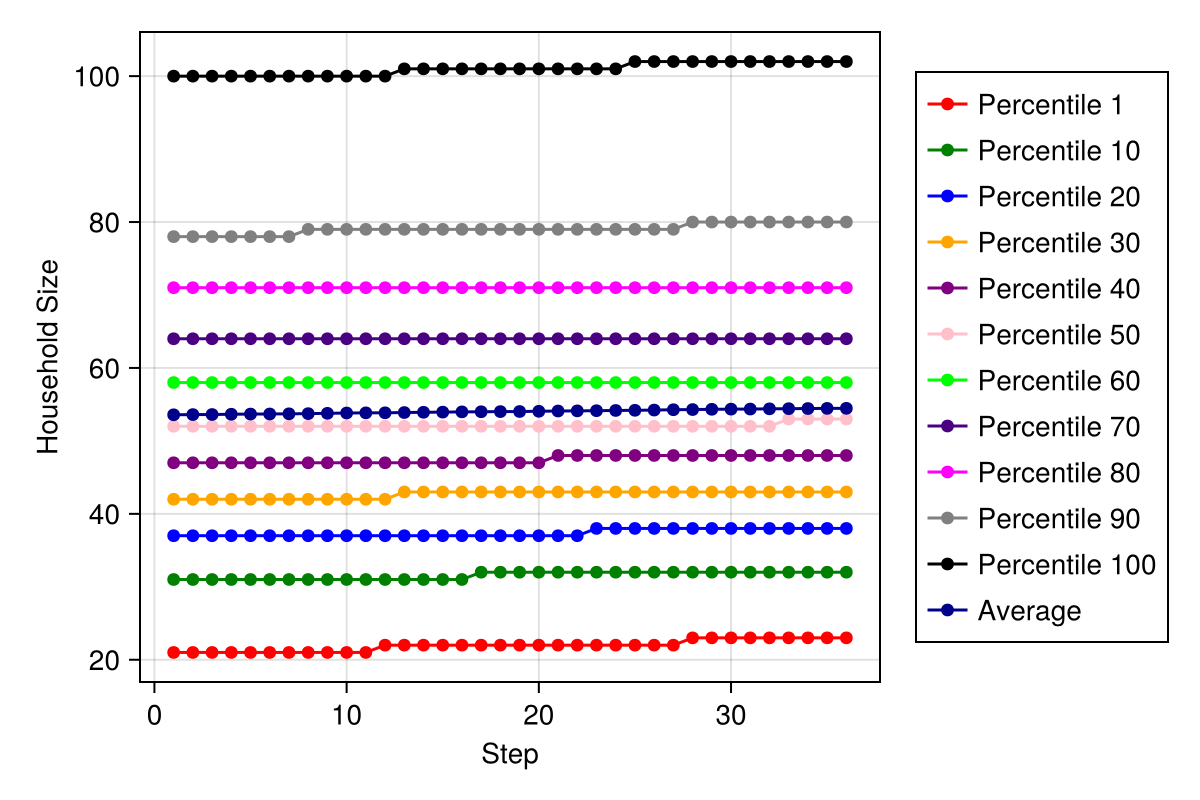 100
80
60
40
20
Household Size
0
10
20
30
Step
Percentile 1
Percentile 10
Percentile 20
Percentile 30
Percentile 40
Percentile 50
Percentile 60
Percentile 70
Percentile 80
Percentile 90
Percentile 100
Average